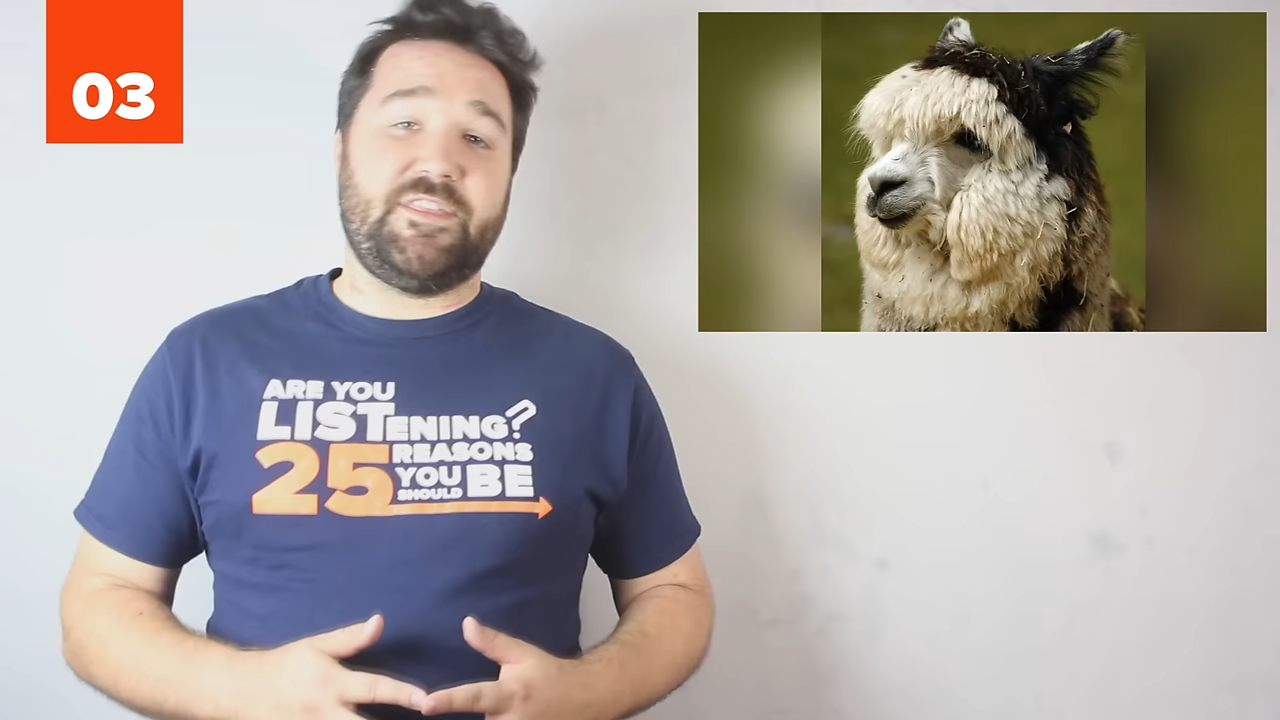 03
ARE YOU
LISTENING?
25 REASONS
YOU
SHOULD BE